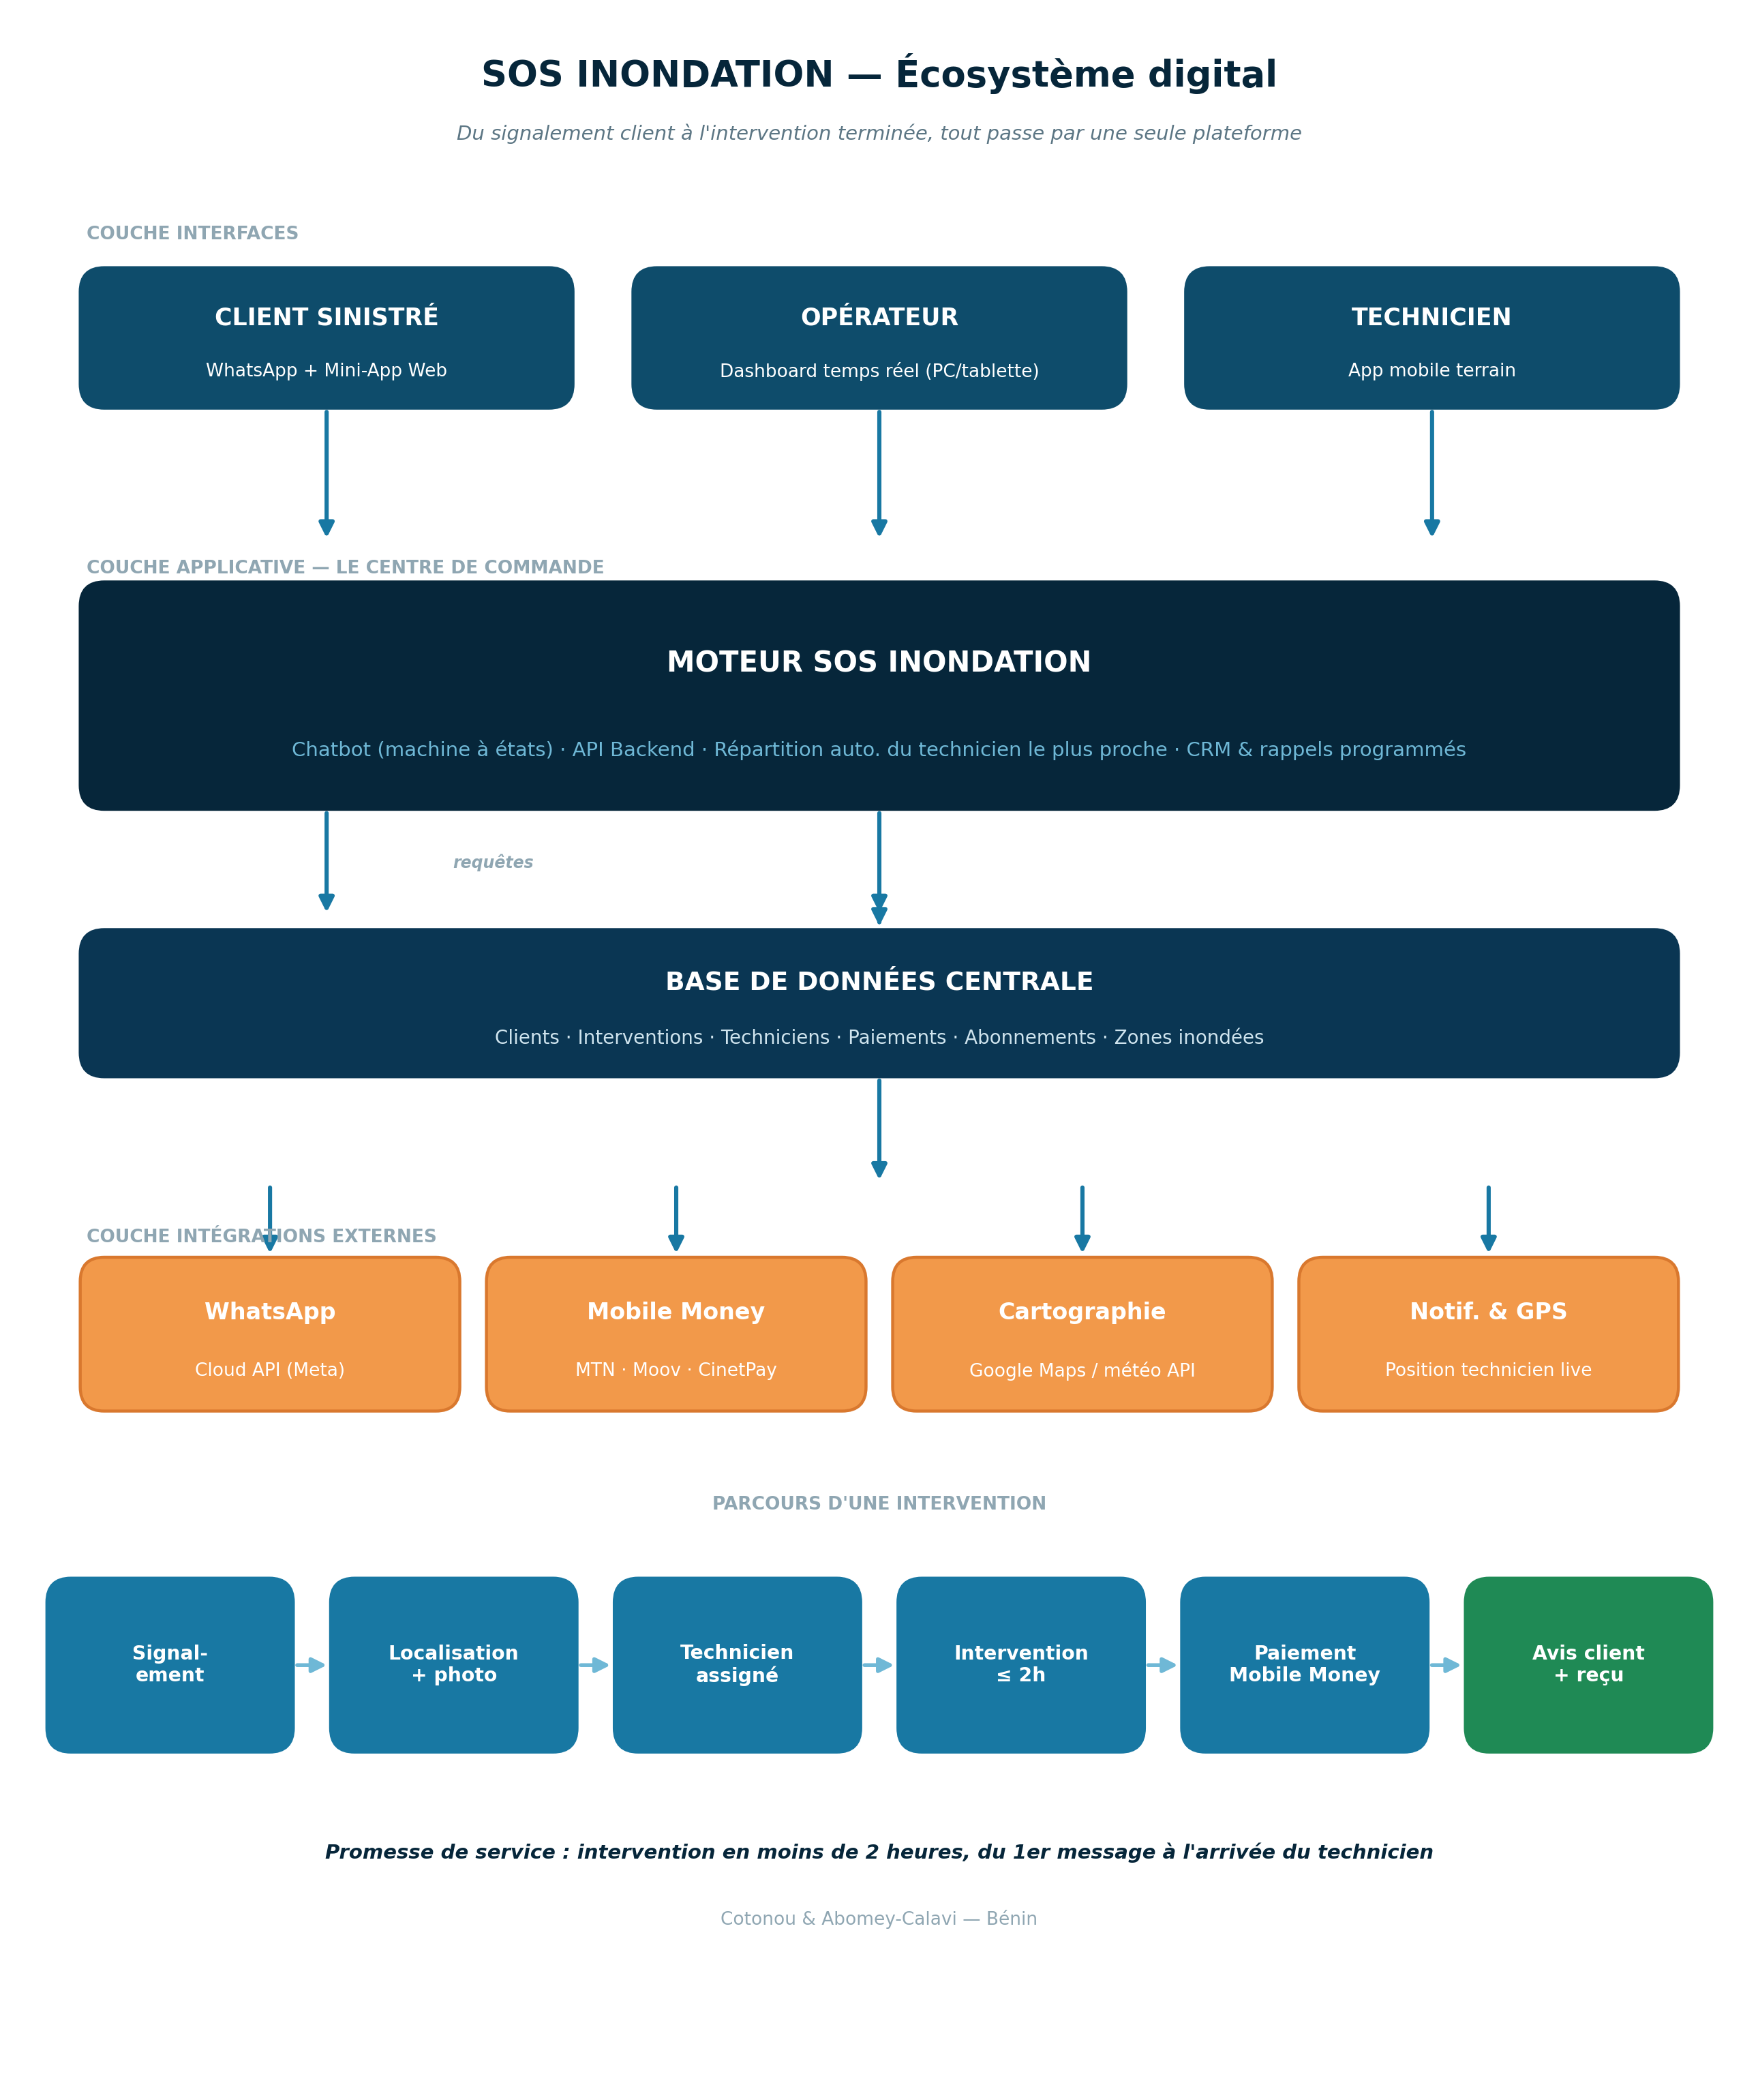 SOS INONDATION — Écosystème digital
Du signalement client à l'intervention terminée, tout passe par une seule plateforme
COUCHE INTERFACES
CLIENT SINISTRÉ
WhatsApp + Mini-App Web
OPÉRATEUR
Dashboard temps réel (PC/tablette)
TECHNICIEN
App mobile terrain
COUCHE APPLICATIVE — LE CENTRE DE COMMANDE
MOTEUR SOS INONDATION
Chatbot (machine à états) · API Backend · Répartition auto. du technicien le plus proche · CRM & rappels programmés
requêtes
BASE DE DONNÉES CENTRALE
Clients · Interventions · Techniciens · Paiements · Abonnements · Zones inondées
COUCHE INTÉGRATIONS EXTERNES
WhatsApp
Cloud API (Meta)
Mobile Money
MTN · Moov · CinetPay
Cartographie
Google Maps / météo API
Notif. & GPS
Position technicien live
PARCOURS D'UNE INTERVENTION
Signal-
ement
Localisation
+ photo
Technicien
assigné
Intervention
≤ 2h
Paiement
Mobile Money
Avis client
+ reçu
Promesse de service : intervention en moins de 2 heures, du 1er message à l'arrivée du technicien
Cotonou & Abomey-Calavi — Bénin